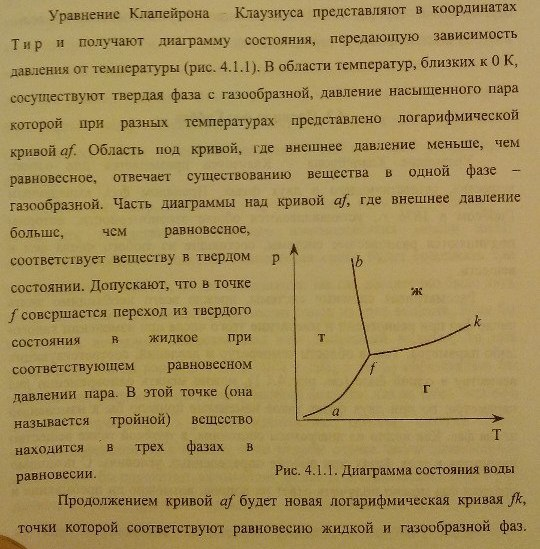 Уравнение Клапейрона – Клаузиуса представляют в координатах
T и p и получают диаграмму состояния, передающую зависимость
давления от температуры (рис. 4.1.1). В области температур, близких к 0 К,
сосуществуют твердая фаза с газообразной, давление насыщенного пара
которой при разных температурах представлено логарифмической
кривой af. Область под кривой, где внешнее давление меньше, чем
равновесное, отвечает существованию вещества в одной фазе –
газообразной. Часть диаграммы над кривой af, где внешнее давление
больше, чем равновесное,
соответствует веществу в твердом
состоянии. Допускают, что в точке
f совершается переход из твердого
состояния в жидкое при
соответствующем равновесном
давлении пара. В этой точке (она
называется тройной) вещество
находится в трех фазах в
равновесии.
p
b
ж
k
т
f
г
a
T
Рис. 4.1.1. Диаграмма состояния воды
Продолжением кривой af будет новая логарифмическая кривая fk,
точки которой соответствуют равновесию жидкой и газообразной фаз.